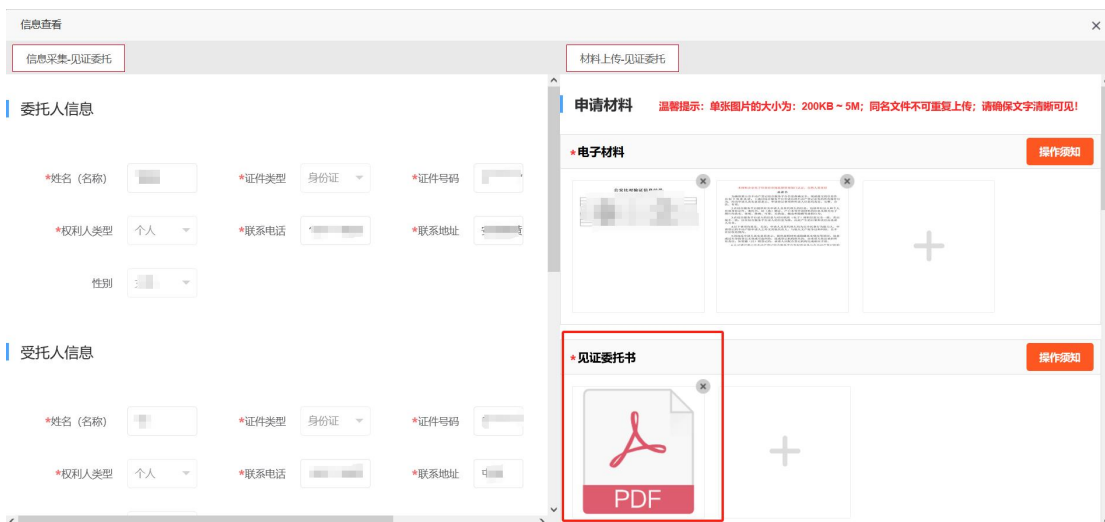 信息查看
信息采集-见证委托
材料上传-见证委托
委托人信息
*姓名（名称）
*证件类型 身份证
*证件号码
*权利人类型 个人
*联系电话
*联系地址
性别
受托人信息
*姓名（名称）
*证件类型 身份证
*证件号码
*权利人类型 个人
*联系电话
*联系地址
申请材料 温馨提示：单张图片的大小为：200KB ~ 5M；同名文件不可重复上传；请确保文字清晰可见！
*电子材料 操作须知
*见证委托书 操作须知
PDF